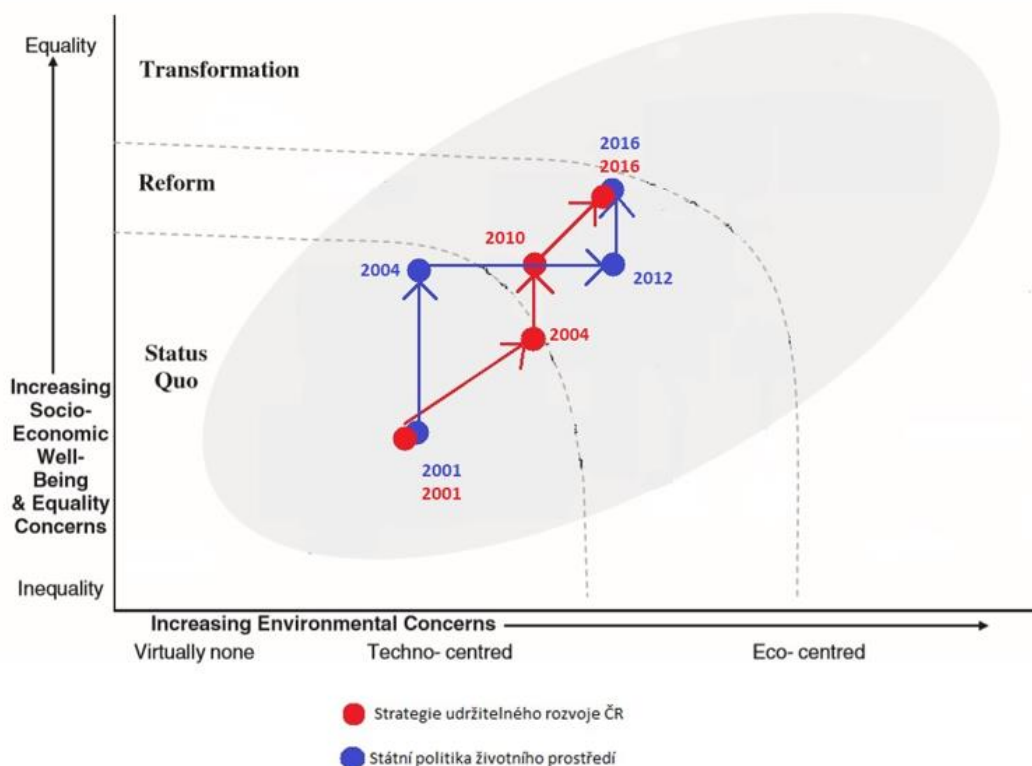 Equality
Transformation
2016
2016
Reform
2010
2004
2012
2004
Status
Quo
Increasing
Socio-
Economic
Well-
Being
& Equality
Concerns
2001
2001
Inequality
Increasing Environmental Concerns
Virtually none
Techno- centred
Eco- centred
Strategie udržitelného rozvoje ČR
Státní politika životního prostředí